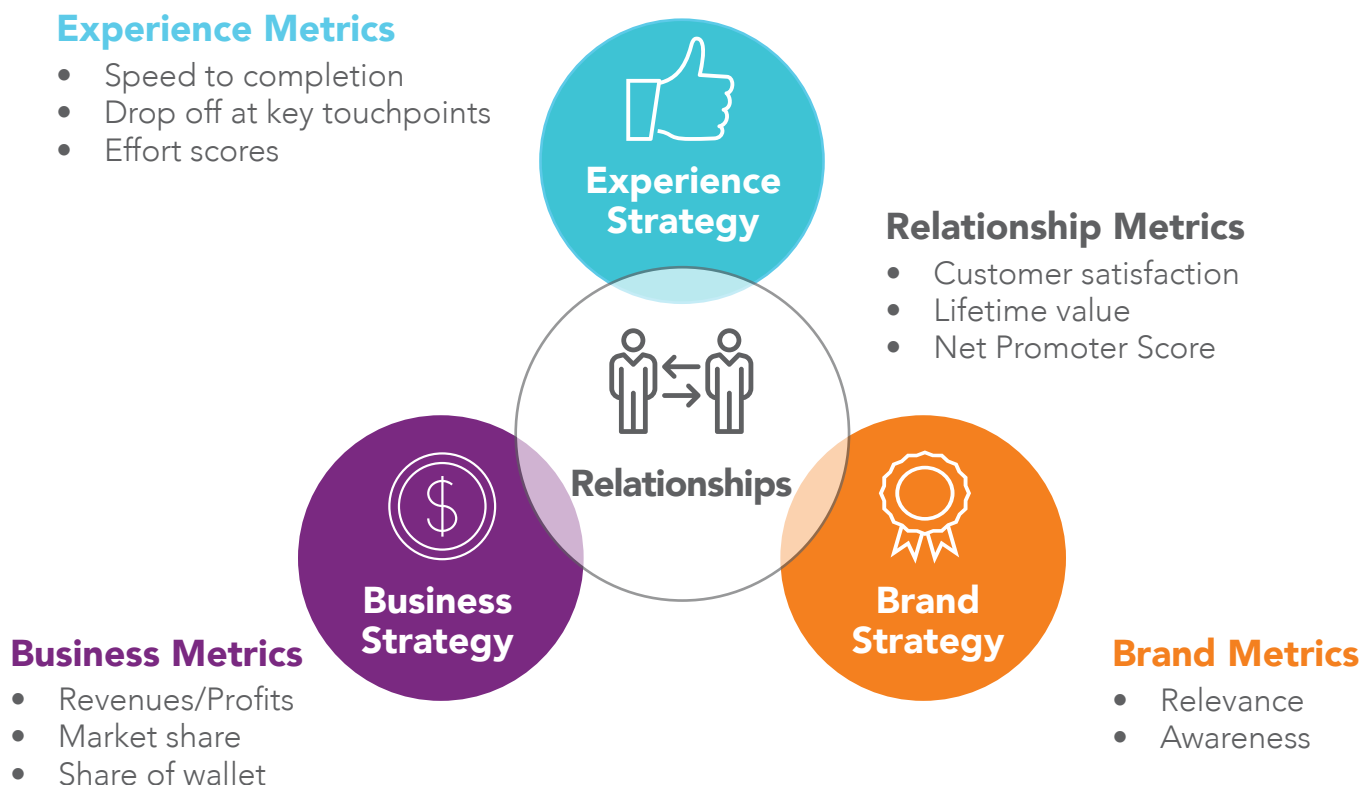 Experience Metrics
• Speed to completion
• Drop off at key touchpoints
• Effort scores
Experience
Strategy
Relationship Metrics
• Customer satisfaction
• Lifetime value
• Net Promoter Score
Relationships
$
Business
Strategy
Brand
Strategy
Business Metrics
• Revenues/Profits
• Market share
• Share of wallet
Brand Metrics
• Relevance
• Awareness